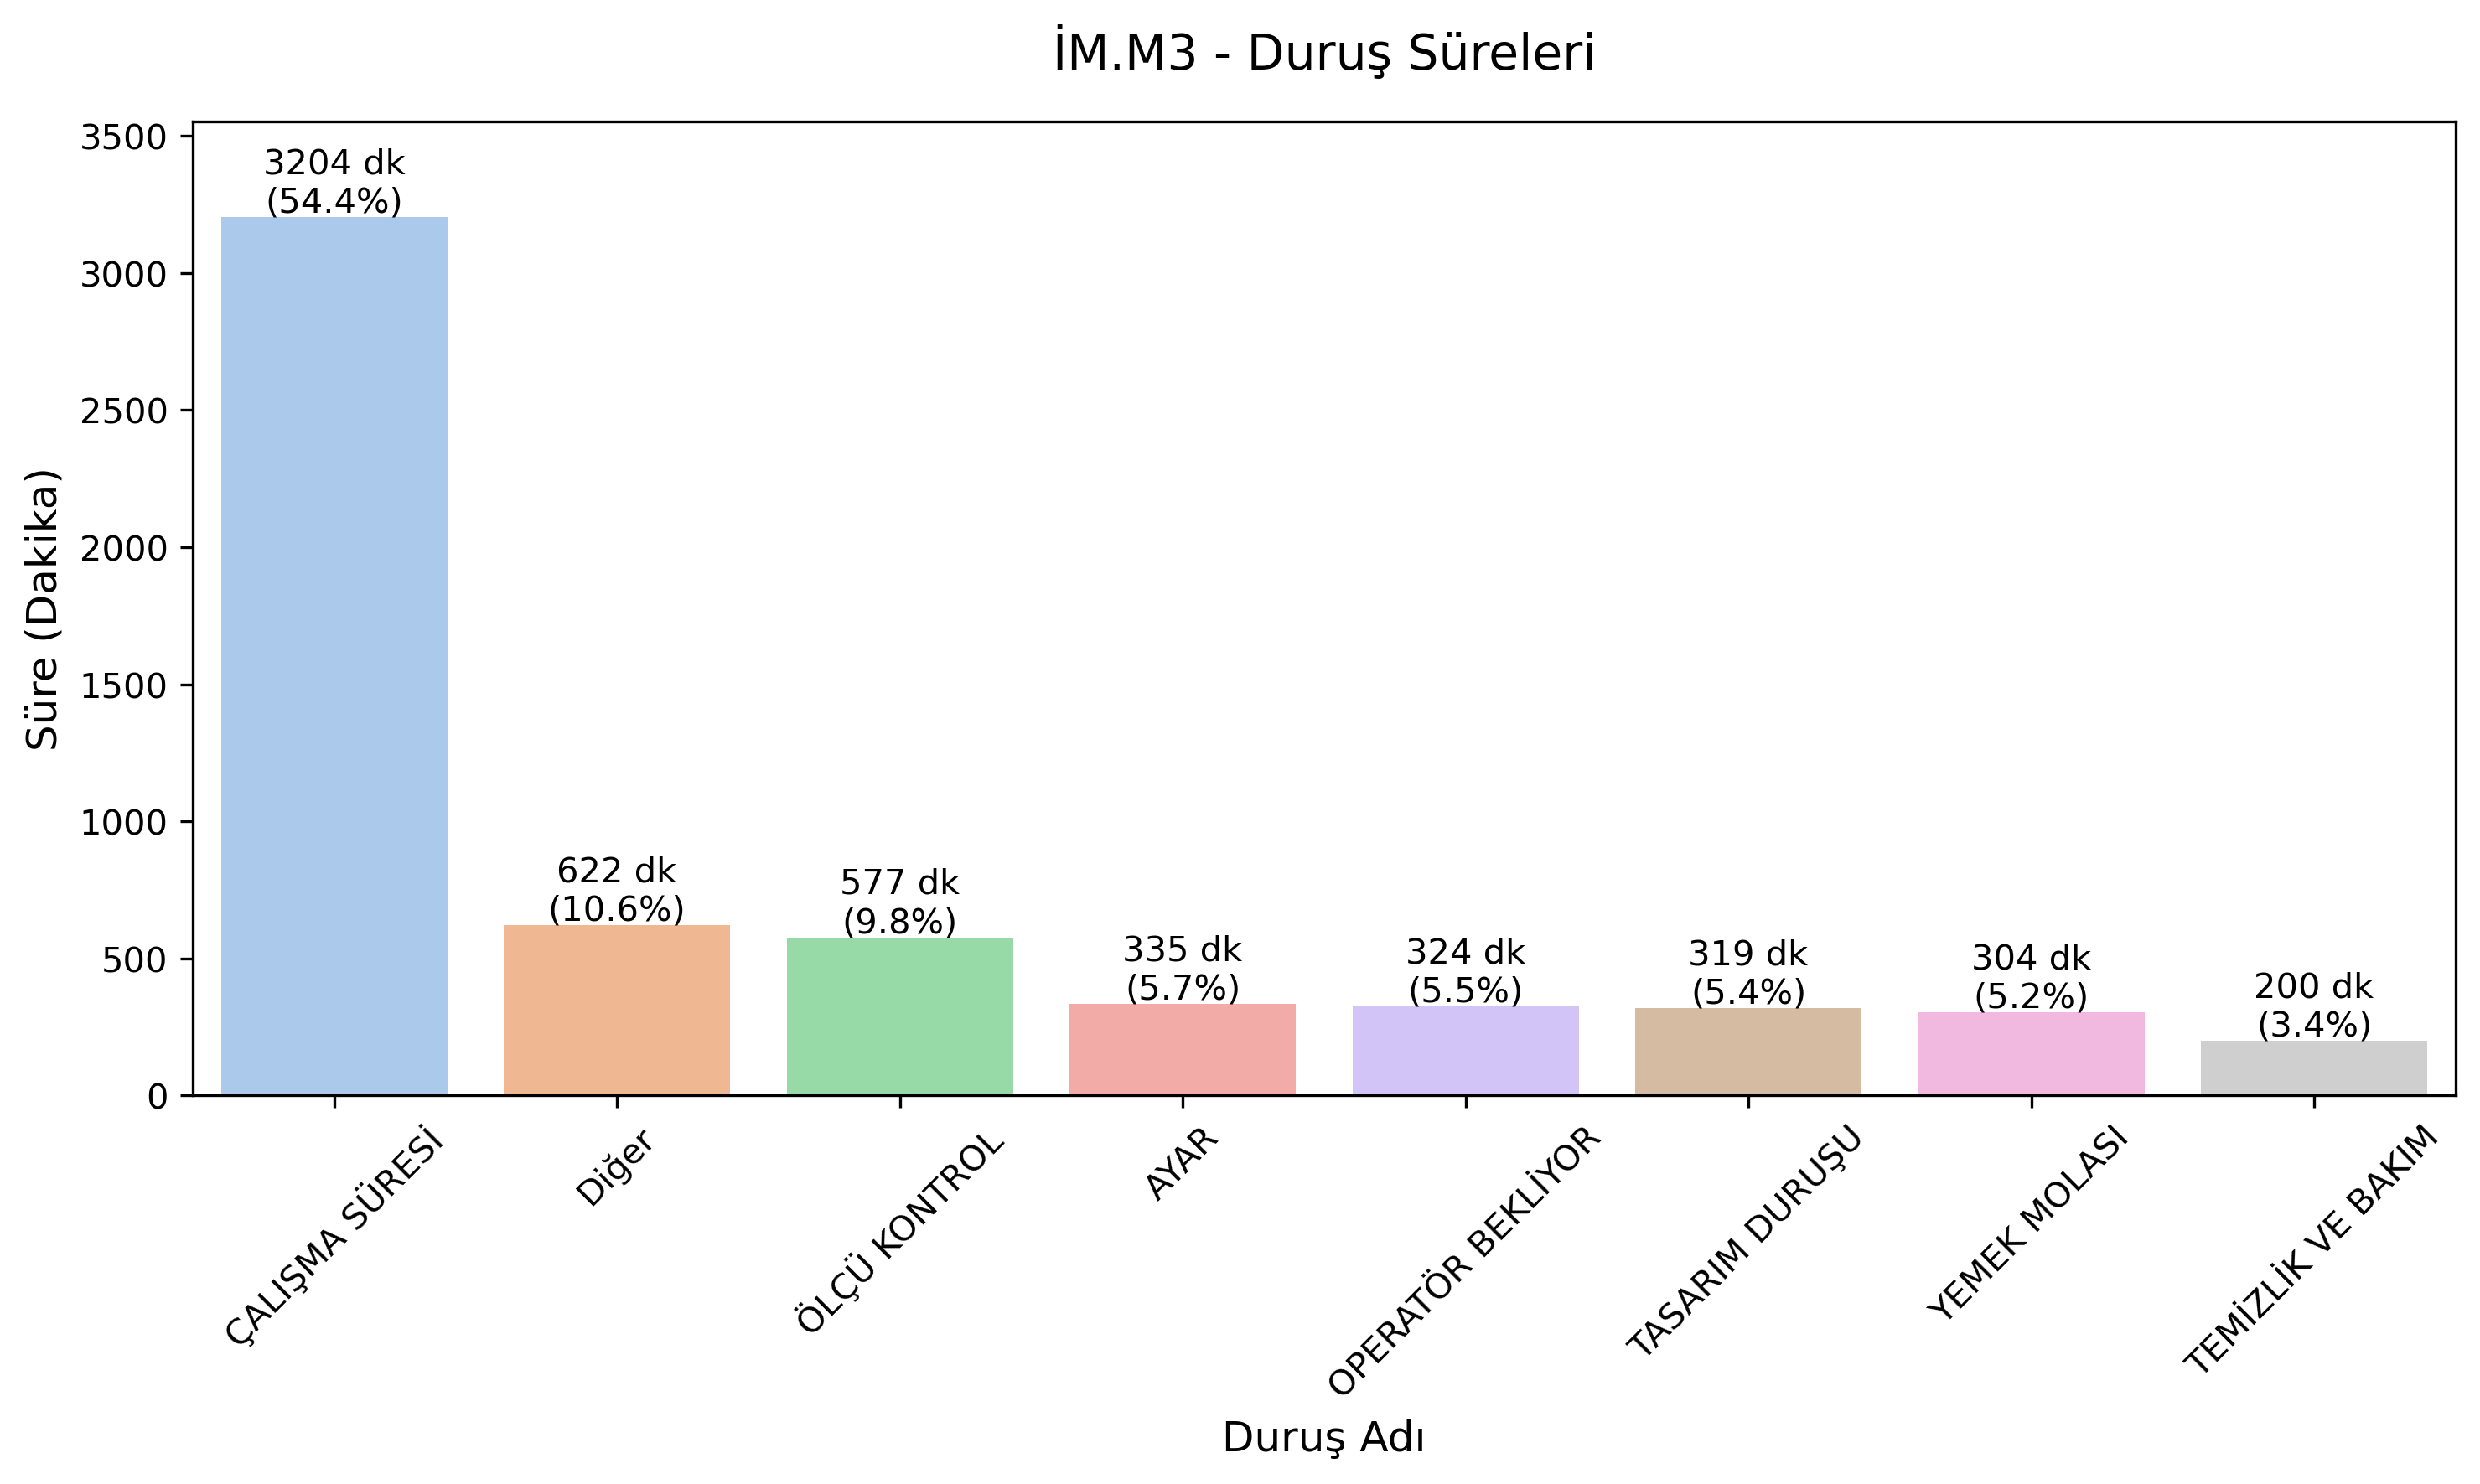 İM.M3 - Duruş Süreleri
Süre (Dakika)
3500
3000
2500
2000
1500
1000
500
0
3204 dk
(54.4%)
622 dk
(10.6%)
577 dk
(9.8%)
335 dk
(5.7%)
324 dk
(5.5%)
319 dk
(5.4%)
304 dk
(5.2%)
200 dk
(3.4%)
ÇALIŞMA SÜRESİ
Diğer
ÖLÇÜ KONTROL
AYAR
OPERATÖR BEKLİYOR
TASARIM DURUŞU
YEMEK MOLASI
TEMİZLİK VE BAKIM
Duruş Adı